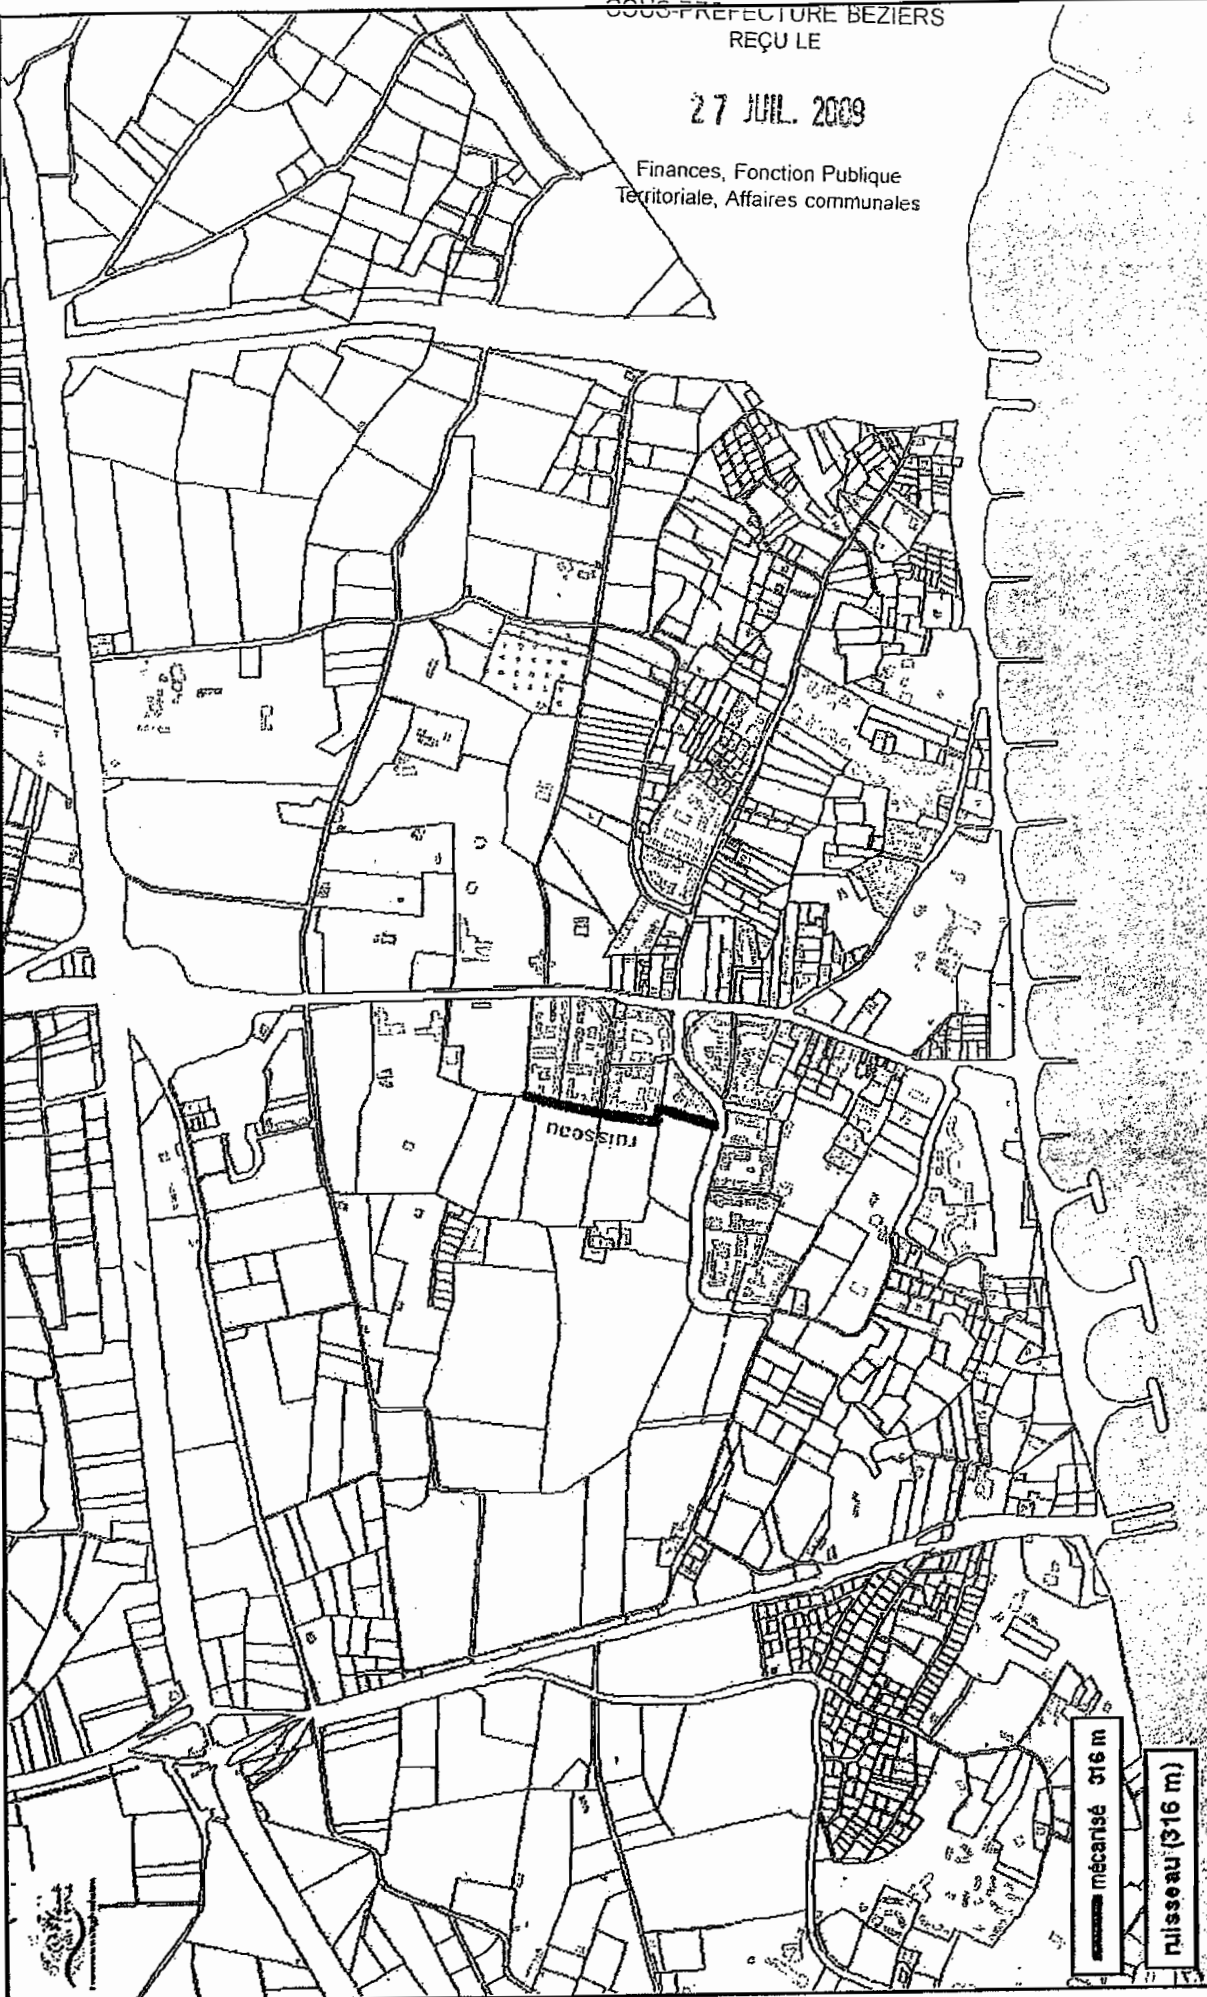 SOUS-PREFECTURE BEZIERS
REÇU LE
27 JUIL. 2009
Finances, Fonction Publique
Territoriale, Affaires communales
ruisseau
mécanisé 316 m
ruisseau (316 m)